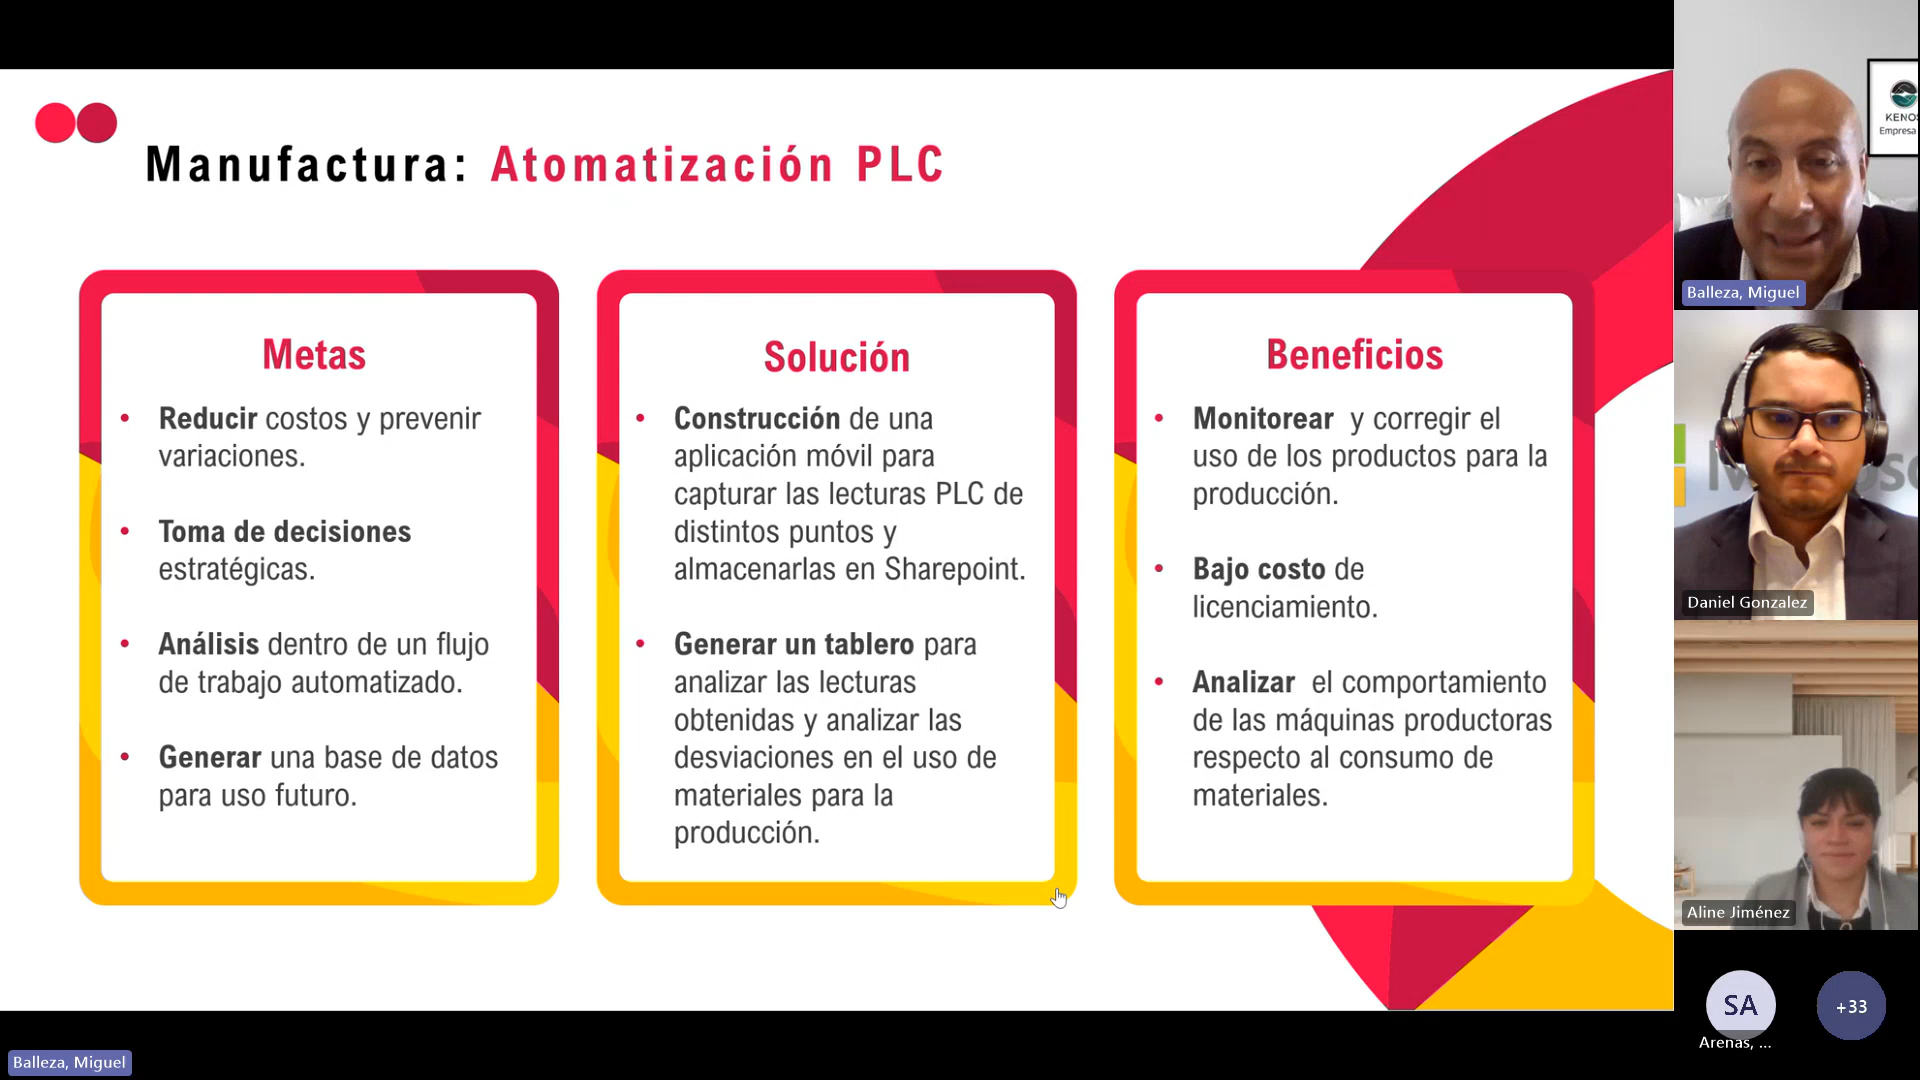 Manufactura: Atomatización PLC
Metas
• Reducir costos y prevenir
variaciones.
• Toma de decisiones
estratégicas.
• Análisis dentro de un flujo
de trabajo automatizado.
• Generar una base de datos
para uso futuro.
Solución
• Construcción de una
aplicación móvil para
capturar las lecturas PLC de
distintos puntos y
almacenarlas en Sharepoint.
• Generar un tablero para
analizar las lecturas
obtenidas y analizar las
desviaciones en el uso de
materiales para la
producción.
Beneficios
• Monitorear y corregir el
uso de los productos para la
producción.
• Bajo costo de
licenciamiento.
• Analizar el comportamiento
de las máquinas productoras
respecto al consumo de
materiales.
KENOS
Empresa
Balleza, Miguel
Daniel Gonzalez
Aline Jiménez
SA
Arenas, ...
+33
Balleza, Miguel